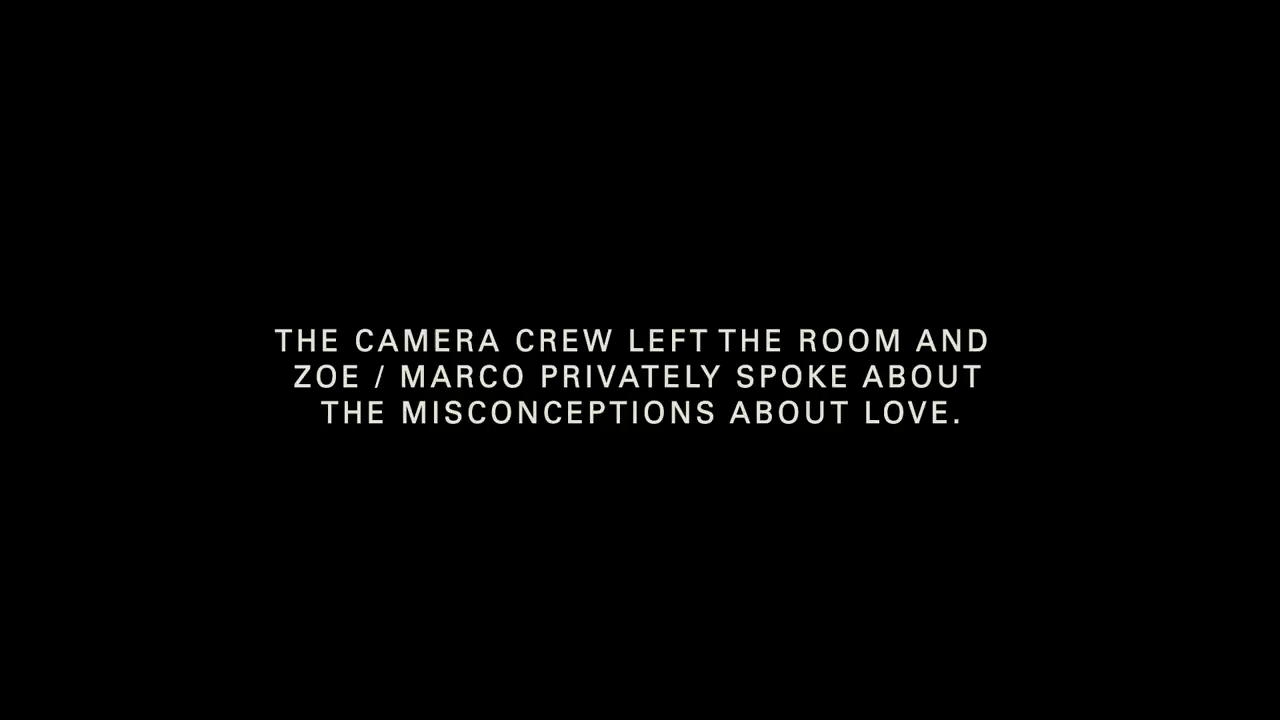 THE CAMERA CREW LEFT THE ROOM AND
ZOE / MARCO PRIVATELY SPOKE ABOUT
THE MISCONCEPTIONS ABOUT LOVE.